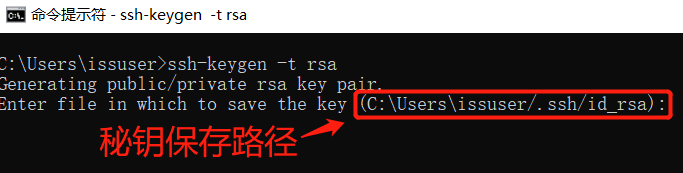 命令提示符 - ssh-keygen -t rsa
C:\Users\issuser>ssh-keygen -t rsa
Generating public/private rsa key pair.
Enter file in which to save the key (C:\Users\issuser/.ssh/id_rsa):
秘钥保存路径